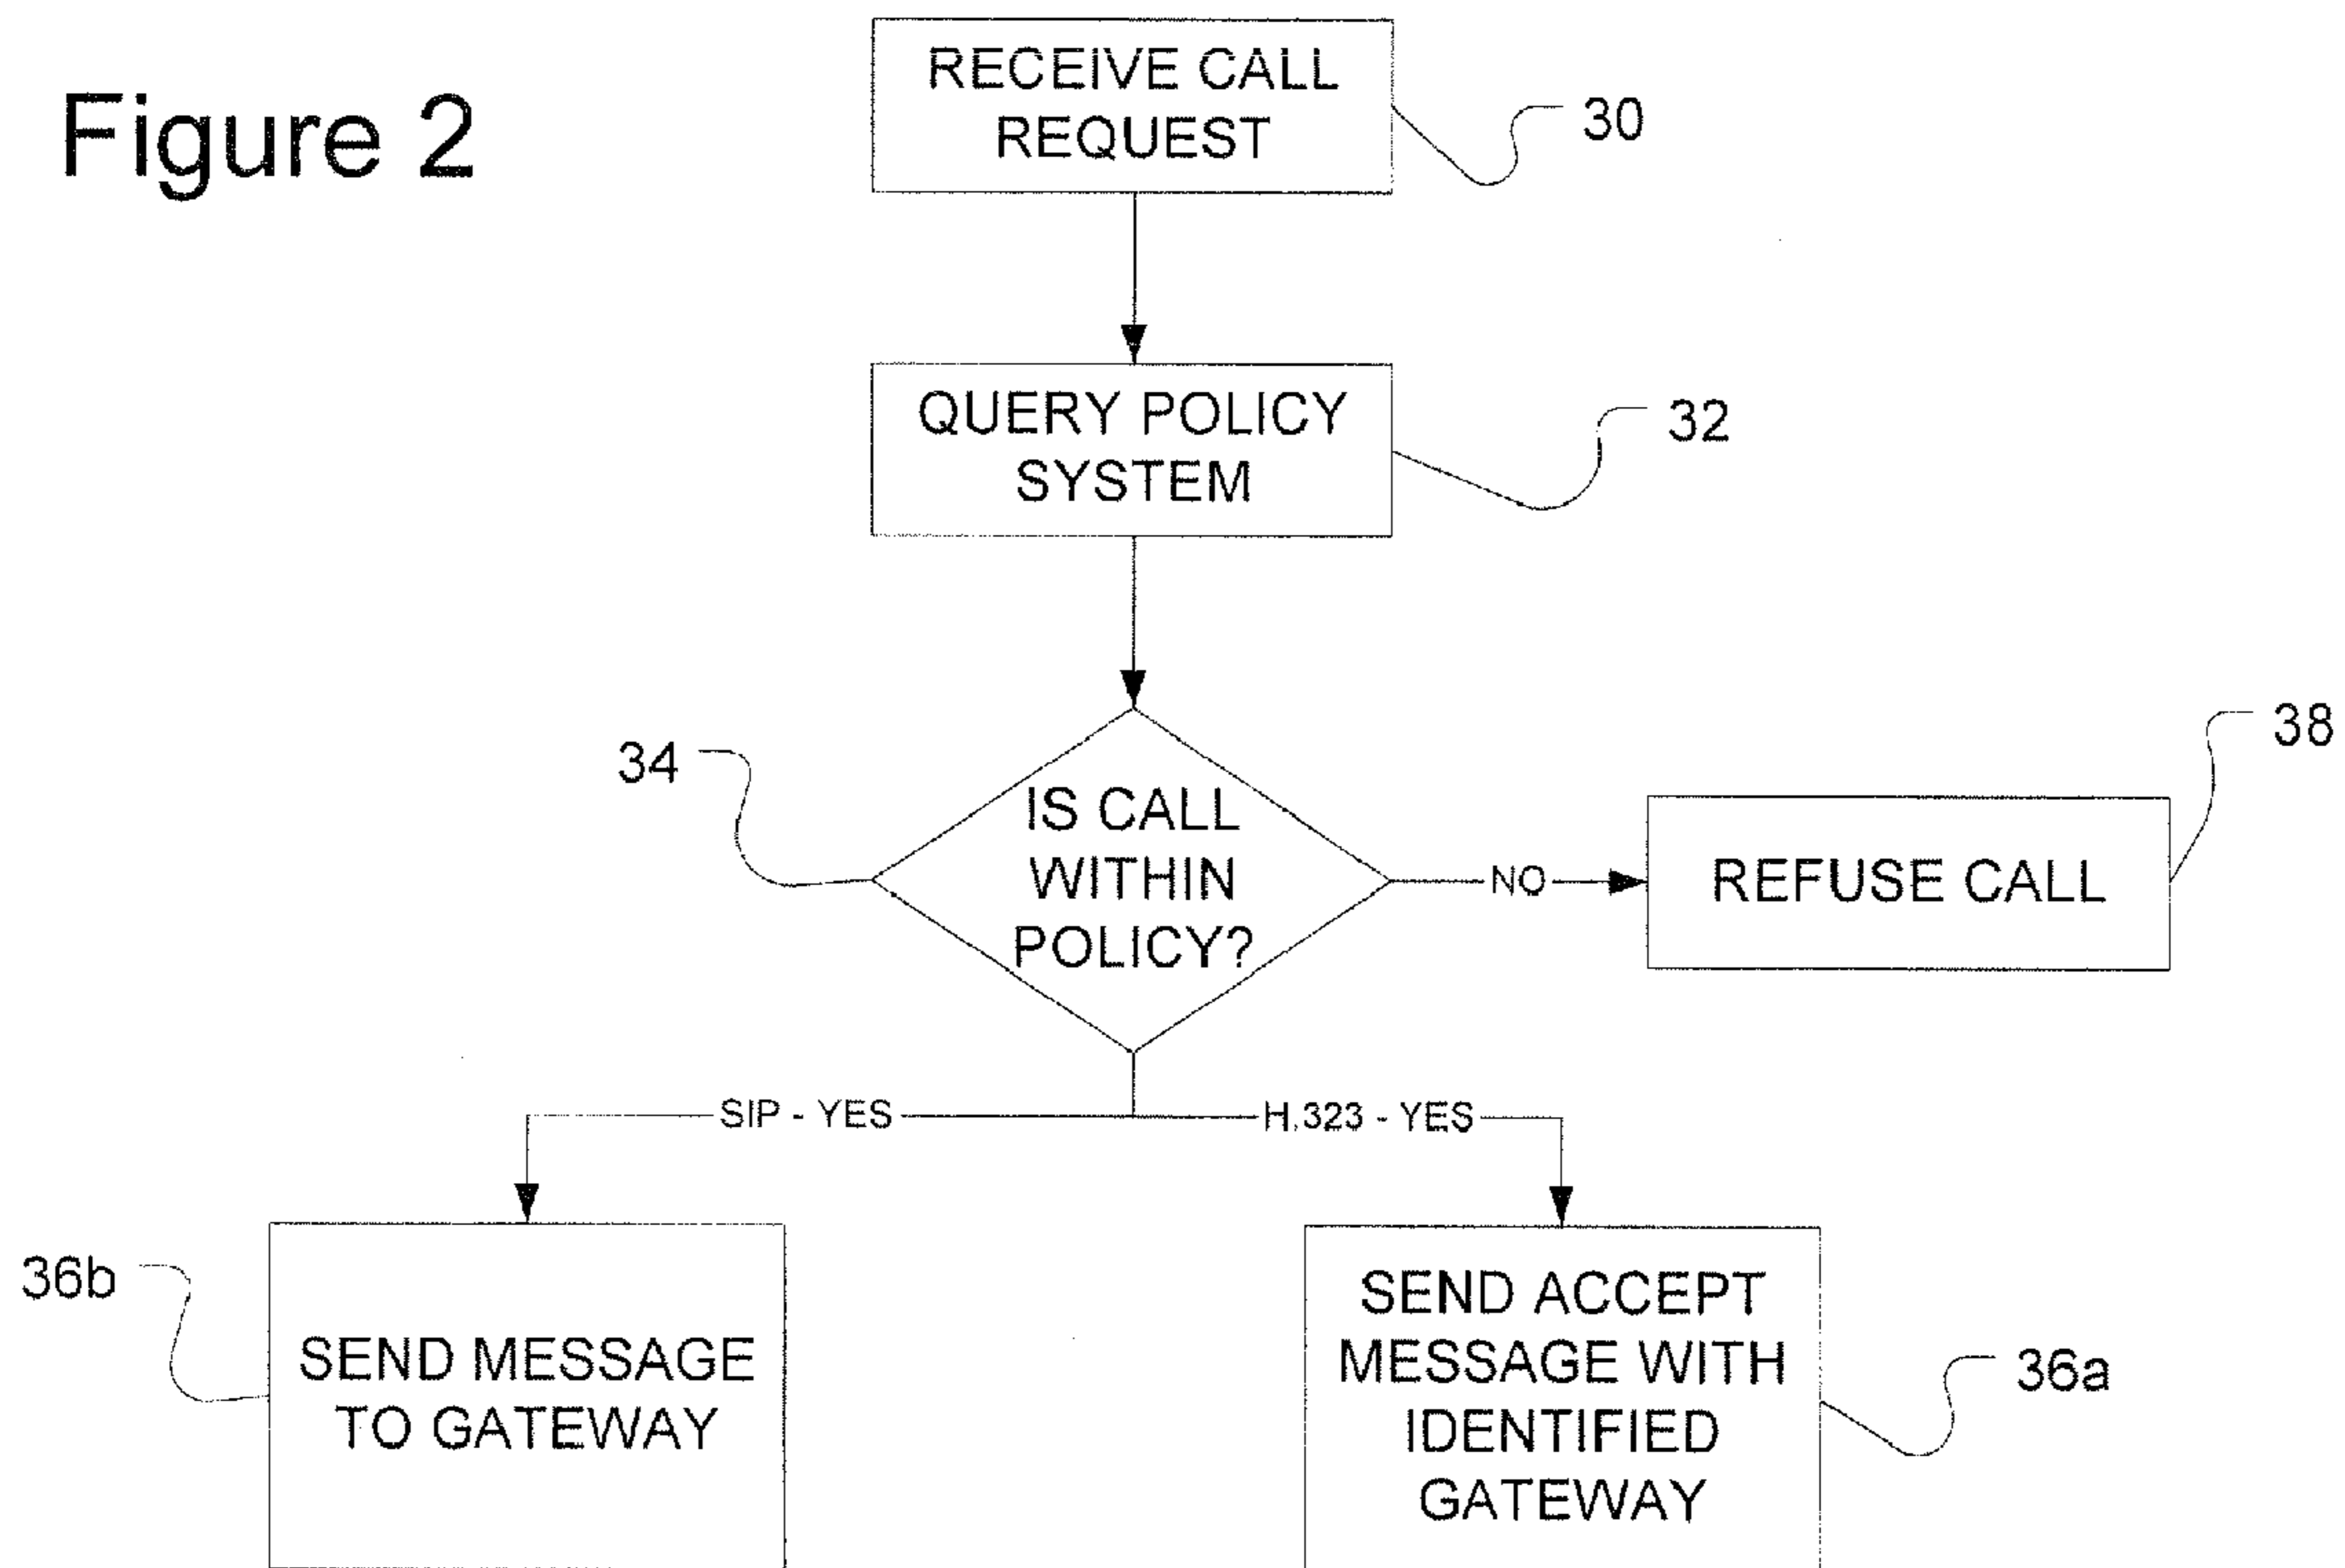 Figure 2
RECEIVE CALL
REQUEST
30
QUERY POLICY
SYSTEM
32
34
IS CALL
WITHIN
POLICY?
NO
REFUSE CALL
38
SIP - YES
H.323 - YES
36b
SEND MESSAGE
TO GATEWAY
SEND ACCEPT
MESSAGE WITH
IDENTIFIED
GATEWAY
36a